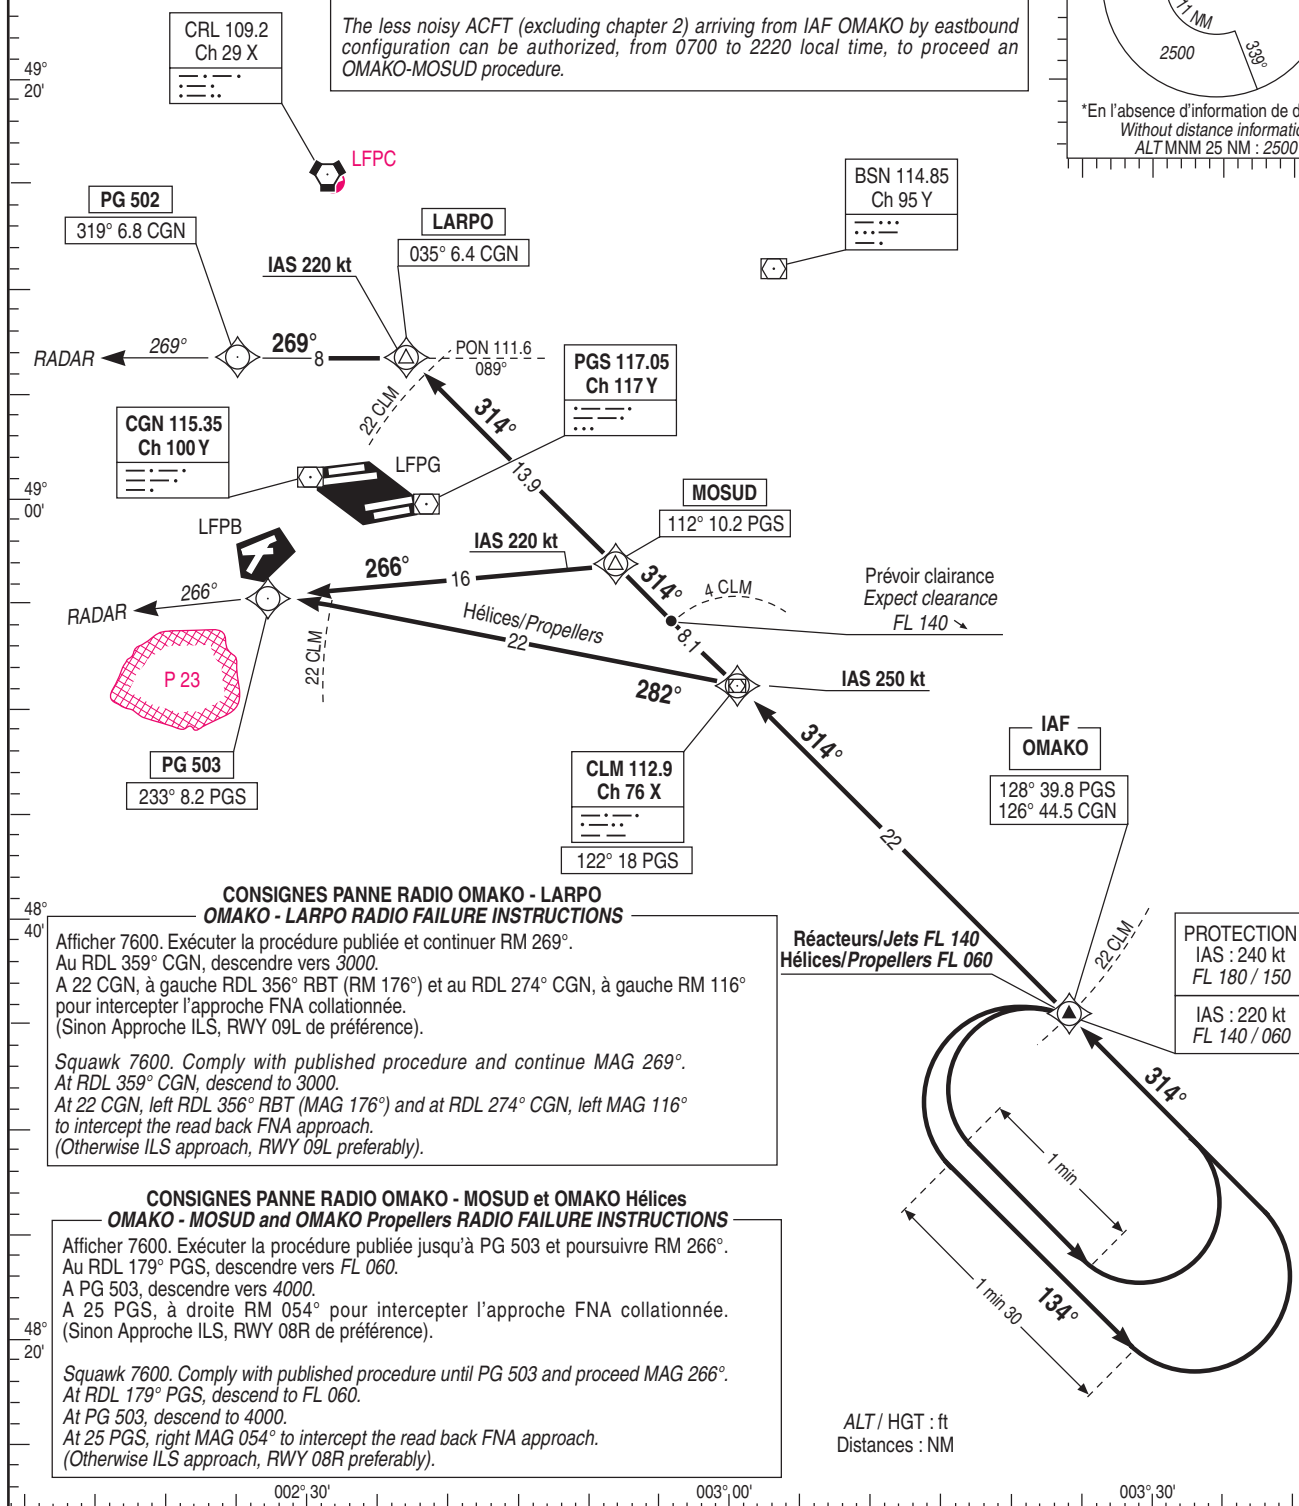 The less noisy ACFT (excluding chapter 2) arriving from IAF OMAKO by eastbound
configuration can be authorized, from 0700 to 2220 local time, to proceed an
OMAKO-MOSUD procedure.
11 NM
2500
339°
*En l'absence d'information de d
Without distance informatio
ALT MNM 25 NM : 2500
CRL 109.2
Ch 29 X
49°
20'
LFPC
BSN 114.85
Ch 95 Y
PG 502
319° 6.8 CGN
LARPO
035° 6.4 CGN
IAS 220 kt
RADAR
269°
269°
8
PON 111.6
089°
22 CLM
PGS 117.05
Ch 117 Y
314°
13.9
CGN 115.35
Ch 100 Y
LFPG
49°
00'
MOSUD
112° 10.2 PGS
LFPB
IAS 220 kt
266°
16
314°
4 CLM
8.1
Prévoir clairance
Expect clearance
FL 140
RADAR
266°
Hélices/Propellers
22
22 CLM
282°
IAS 250 kt
P 23
PG 503
233° 8.2 PGS
CLM 112.9
Ch 76 X
122° 18 PGS
314°
22
IAF
OMAKO
128° 39.8 PGS
126° 44.5 CGN
48°
40'
CONSIGNES PANNE RADIO OMAKO - LARPO
OMAKO - LARPO RADIO FAILURE INSTRUCTIONS
Afficher 7600. Exécuter la procédure publiée et continuer RM 269°.
Au RDL 359° CGN, descendre vers 3000.
A 22 CGN, à gauche RDL 356° RBT (RM 176°) et au RDL 274° CGN, à gauche RM 116°
pour intercepter l'approche FNA collationnée.
(Sinon Approche ILS, RWY 09L de préférence).
Squawk 7600. Comply with published procedure and continue MAG 269°.
At RDL 359° CGN, descend to 3000.
At 22 CGN, left RDL 356° RBT (MAG 176°) and at RDL 274° CGN, left MAG 116°
to intercept the read back FNA approach.
(Otherwise ILS approach, RWY 09L preferably).
Réacteurs/Jets FL 140
Hélices/Propellers FL 060
22 CLM
PROTECTION
IAS : 240 kt
FL 180 / 150
IAS : 220 kt
FL 140 / 060
314°
1 min
1 min 30
134°
CONSIGNES PANNE RADIO OMAKO - MOSUD et OMAKO Hélices
OMAKO - MOSUD and OMAKO Propellers RADIO FAILURE INSTRUCTIONS
Afficher 7600. Exécuter la procédure publiée jusqu'à PG 503 et poursuivre RM 266°.
Au RDL 179° PGS, descendre vers FL 060.
A PG 503, descendre vers 4000.
A 25 PGS, à droite RM 054° pour intercepter l'approche FNA collationnée.
(Sinon Approche ILS, RWY 08R de préférence).
Squawk 7600. Comply with published procedure until PG 503 and proceed MAG 266°.
At RDL 179° PGS, descend to FL 060.
At PG 503, descend to 4000.
At 25 PGS, right MAG 054° to intercept the read back FNA approach.
(Otherwise ILS approach, RWY 08R preferably).
48°
20'
ALT / HGT : ft
Distances : NM
002° 30'
003° 00'
003° 30'